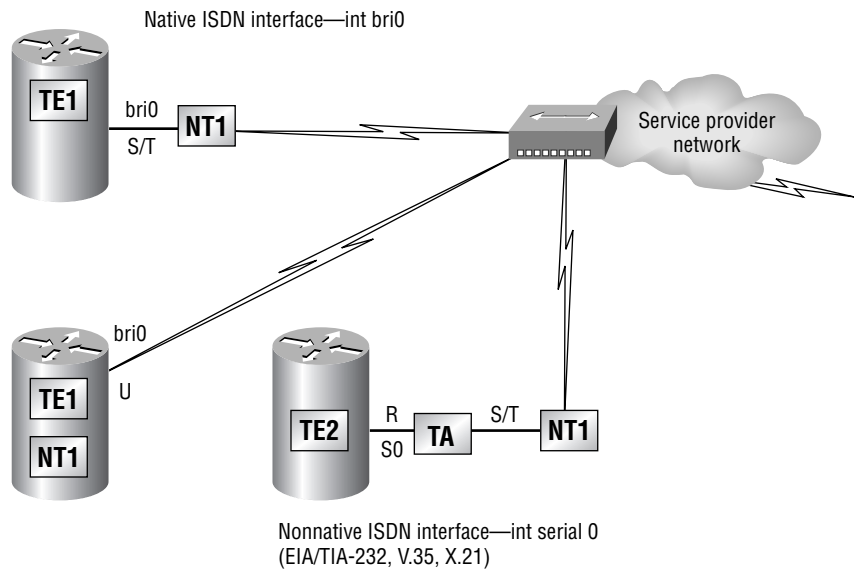 Native ISDN interface—int bri0
TE1
bri0
S/T
NT1
Service provider
network
bri0
U
TE1
NT1
TE2
R
S0
TA
S/T
NT1
Nonnative ISDN interface—int serial 0
(EIA/TIA-232, V.35, X.21)